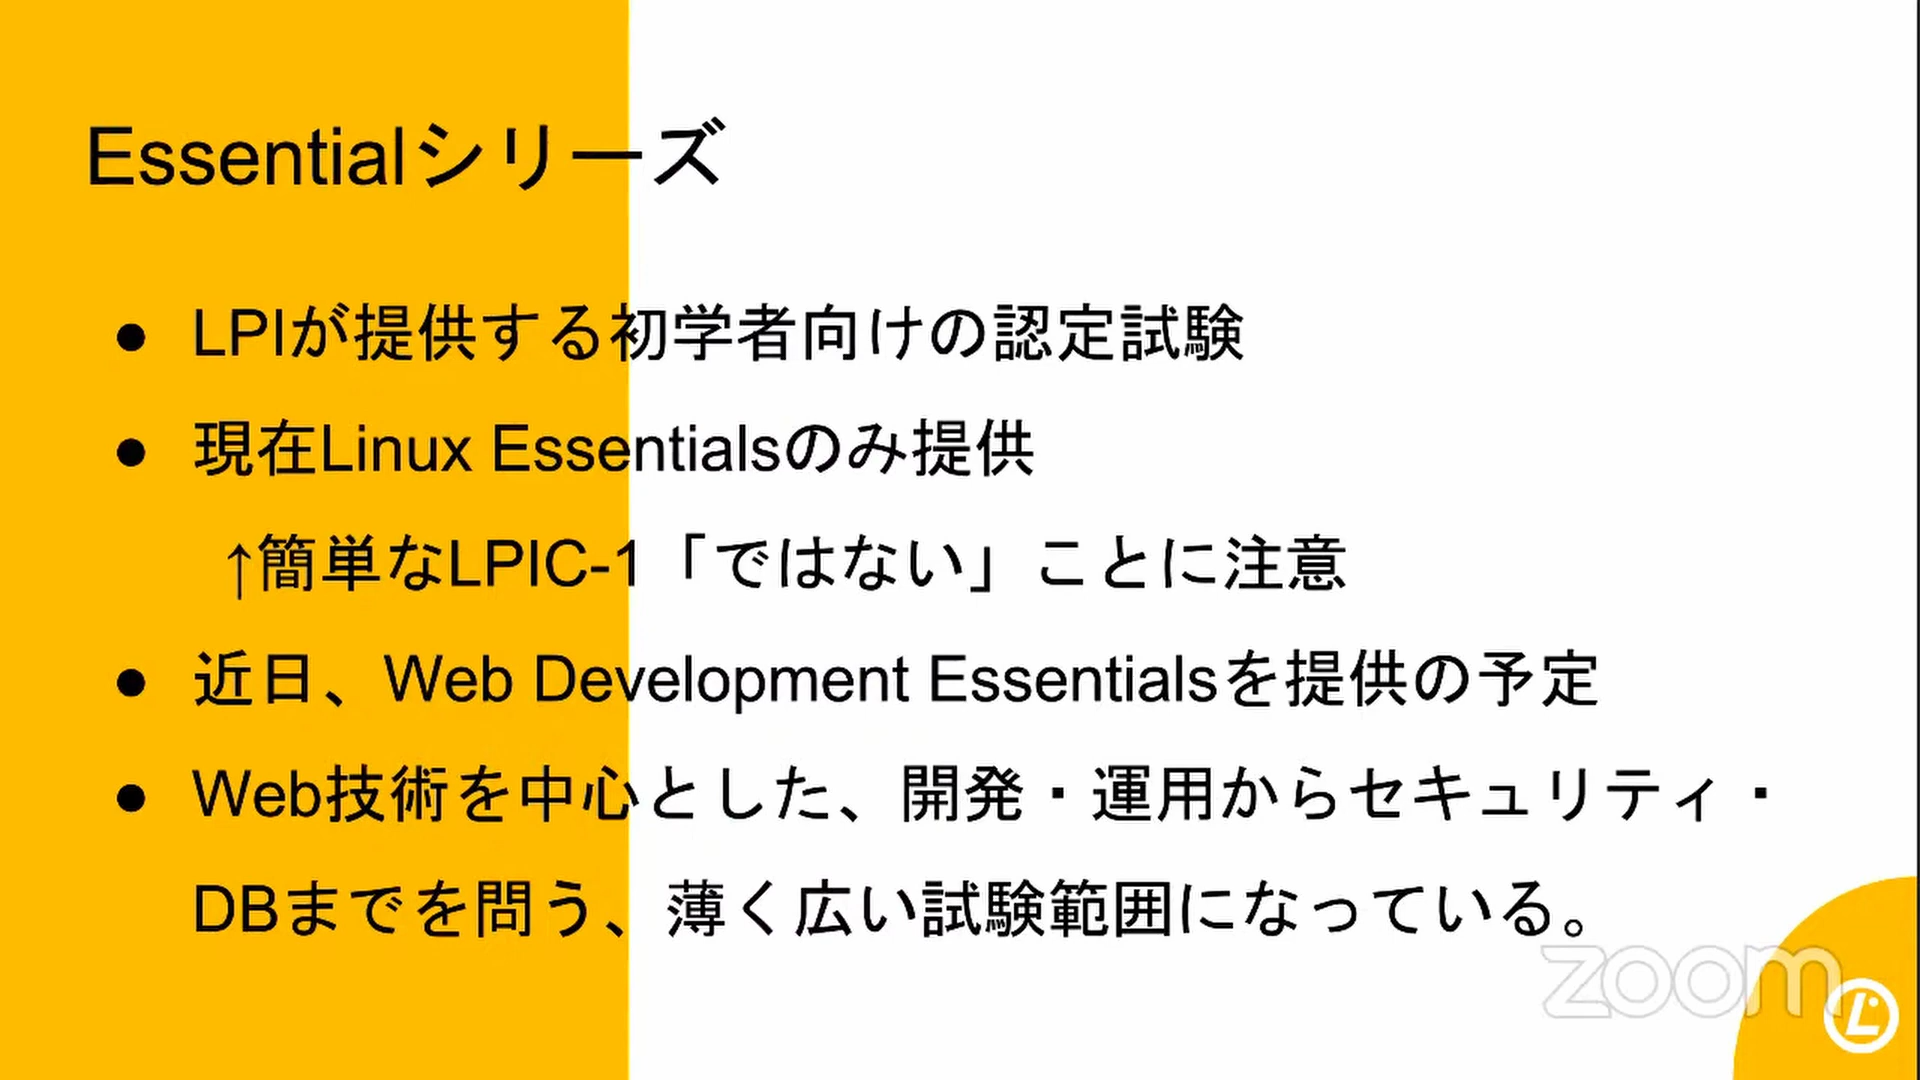 Essentialシリーズ
● LPIが提供する初学者向けの認定試験
● 現在Linux Essentialsのみ提供
↑簡単なLPIC-1「ではない」ことに注意
● 近日、Web Development Essentialsを提供の予定
● Web技術を中心とした、開発・運用からセキュリティ・
DBまでを問う、薄く広い試験範囲になっている。
zoom
L